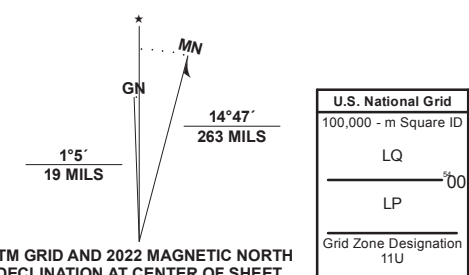 MN
GN
14°47´
263 MILS
1°5´
19 MILS
TM GRID AND 2022 MAGNETIC NORTH
DECLINATION AT CENTER OF SHEET
U.S. National Grid
100,000 - m Square ID
LQ
5400
LP
Grid Zone Designation
11U